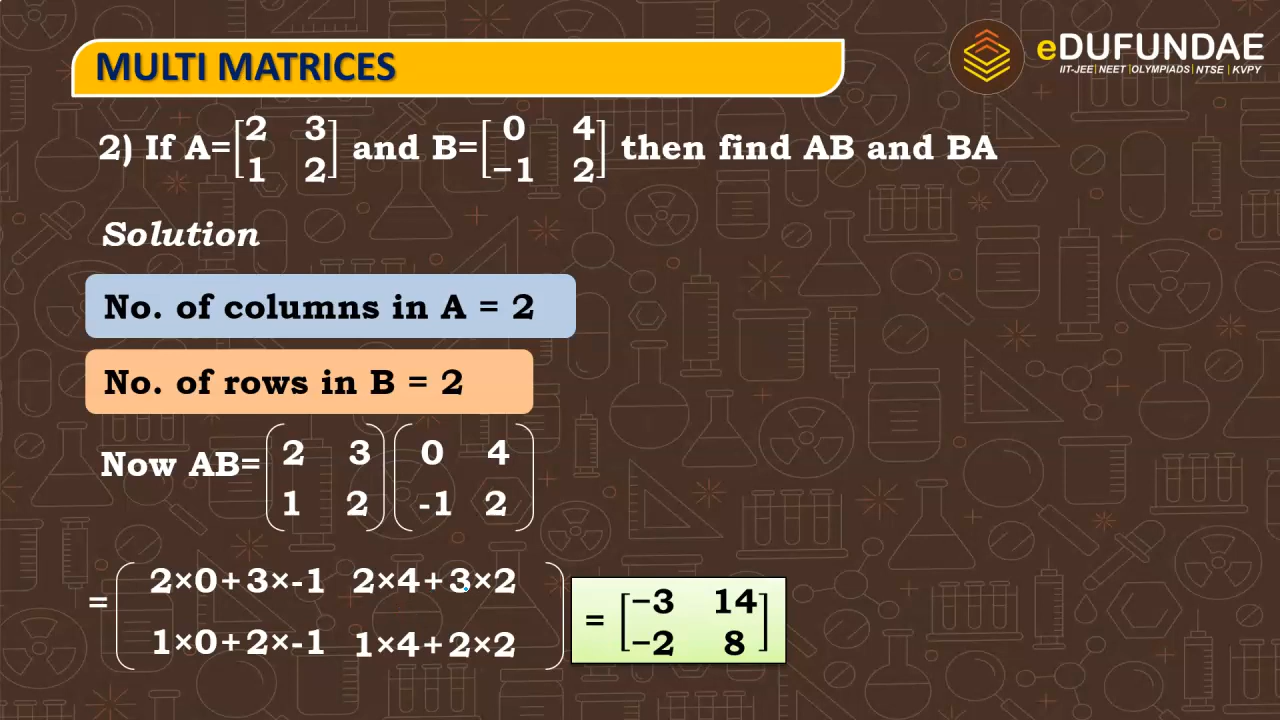 MULTI MATRICES
eDUFUNDAE
IIT-JEE| NEET |OLYMPIADS| NTSE | KVPY
2) If A=[2 3 and B=[0 4 then find AB and BA
1 2] −1 2]
Solution
No. of columns in A = 2
No. of rows in B = 2
Now AB= (2 3) (0 4)
(1 2) (-1 2)
= (2×0+3×-1 2×4+3×2) = [−3 14]
(1×0+2×-1 1×4+2×2) [−2 8]